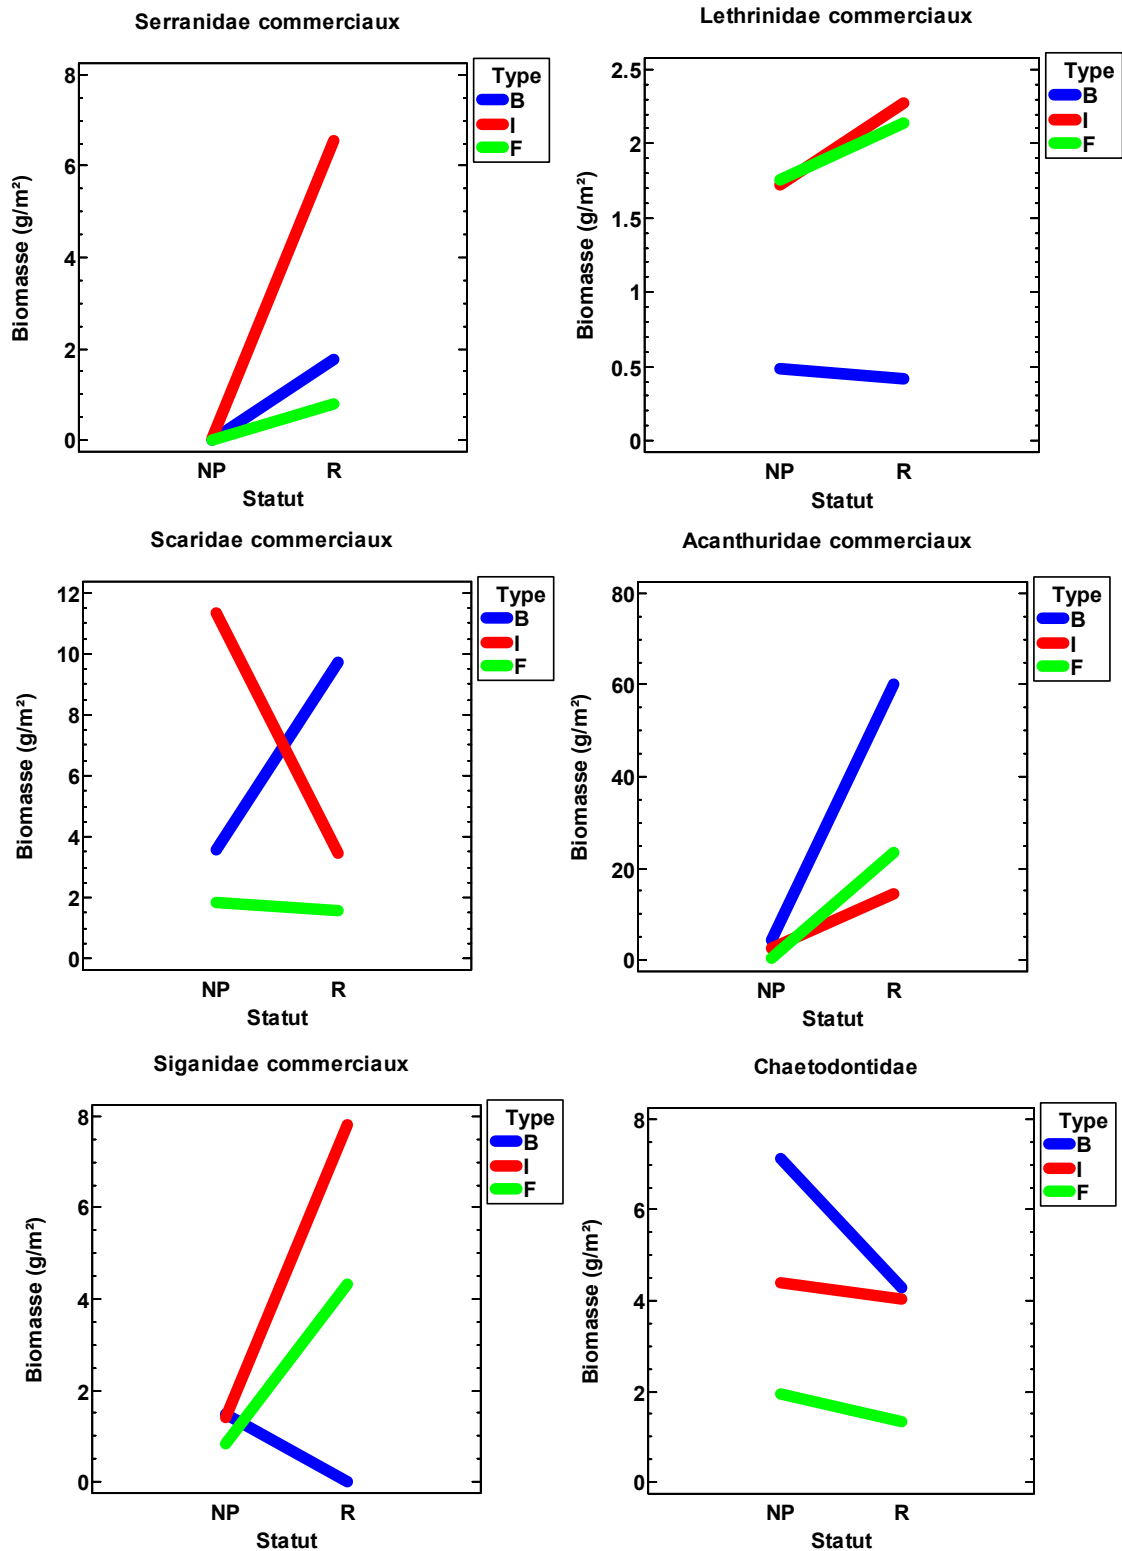 Serranidae commerciaux
Type
B
I
F
8
6
4
2
0
Biomasse (g/m²)
NP R
Statut
Lethrinidae commerciaux
Type
B
I
F
2.5
2
1.5
1
0.5
0
Biomasse (g/m²)
NP R
Statut
Scaridae commerciaux
Type
B
I
F
12
10
8
6
4
2
0
Biomasse (g/m²)
NP R
Statut
Acanthuridae commerciaux
Type
B
I
F
80
60
40
20
0
Biomasse (g/m²)
NP R
Statut
Siganidae commerciaux
Type
B
I
F
8
6
4
2
0
Biomasse (g/m²)
NP R
Statut
Chaetodontidae
Type
B
I
F
8
6
4
2
0
Biomasse (g/m²)
NP R
Statut